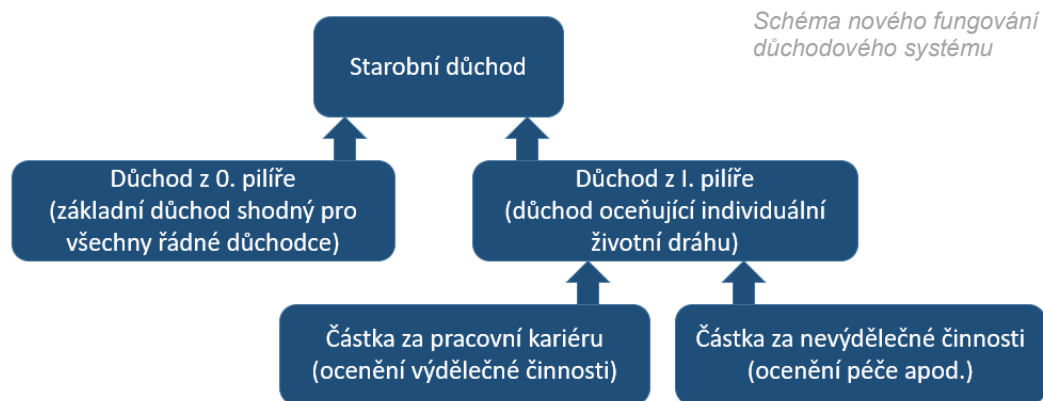 Schéma nového fungování
důchodového systému
Starobní důchod
Důchod z 0. pilíře
(základní důchod shodný pro
všechny řádné důchodce)
Důchod z I. pilíře
(důchod oceňující individuální
životní dráhu)
Částka za pracovní kariéru
(ocenění výdělečné činnosti)
Částka za nevýdělečné činnosti
(ocenění péče apod.)